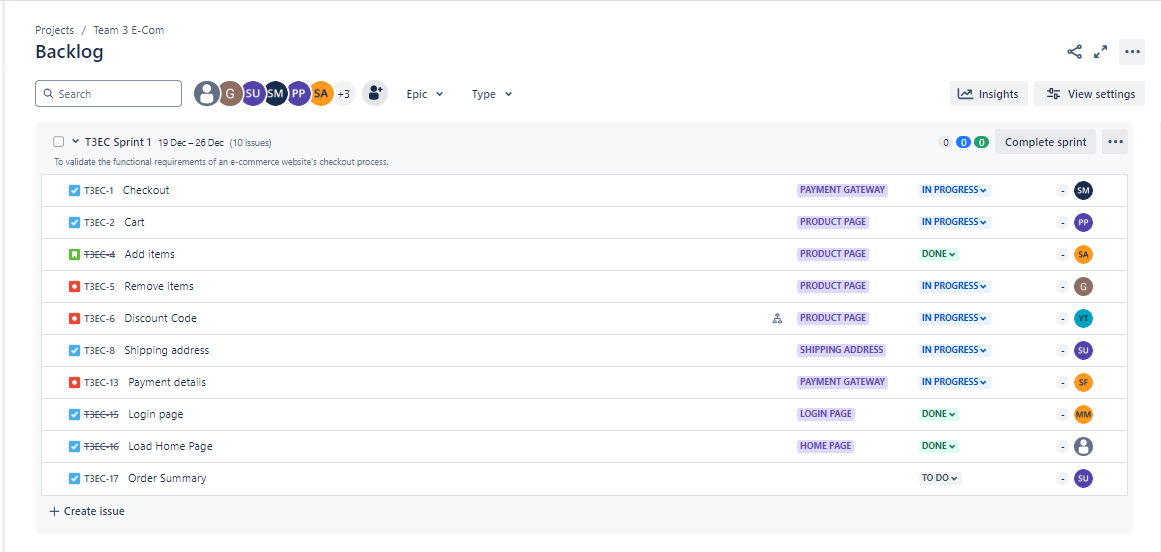 Projects / Team 3 E-Com
Backlog
Search
G SU SM PP SA +3
Epic
Type
Insights
View settings
T3EC Sprint 1 19 Dec – 26 Dec (10 issues)
0 0 0
Complete sprint
To validate the functional requirements of an e-commerce website's checkout process.
T3EC-1 Checkout PAYMENT GATEWAY IN PROGRESS - SM
T3EC-2 Cart PRODUCT PAGE IN PROGRESS - PP
T3EC-4 Add items PRODUCT PAGE DONE - SA
T3EC-5 Remove items PRODUCT PAGE IN PROGRESS - G
T3EC-6 Discount Code PRODUCT PAGE IN PROGRESS - YT
T3EC-8 Shipping address SHIPPING ADDRESS IN PROGRESS - SU
T3EC-13 Payment details PAYMENT GATEWAY IN PROGRESS - SF
T3EC-15 Login page LOGIN PAGE DONE - MM
T3EC-16 Load Home Page HOME PAGE DONE -
T3EC-17 Order Summary TO DO - SU
+ Create issue